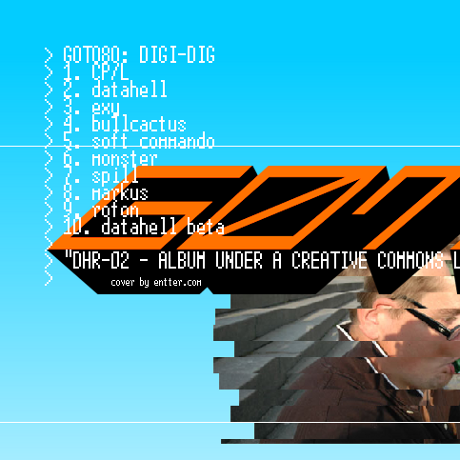 > GOTO80: DIGI-DIG
> 1. CP/L
> 2. datahell
> 3. exy
> 4. bullcactus
> 5. soft commando
> 6. monster
> 7. spill
> 8. markus
> 9. rofon
> 10. datahell beta
>
> "DHR-02 - ALBUM UNDER A CREATIVE COMMONS L
>
cover by entter.com